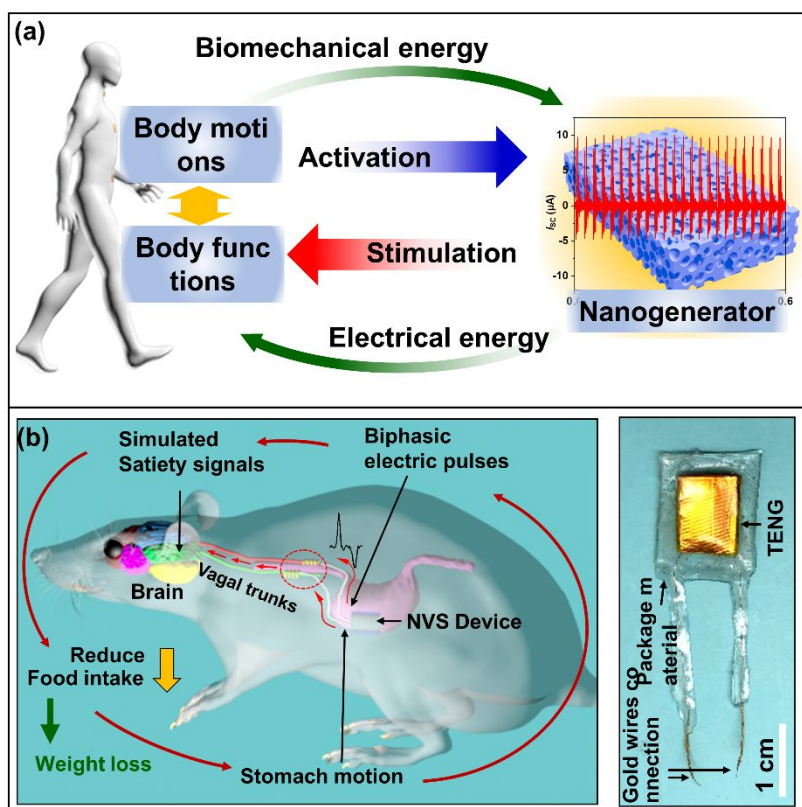 (a)
Biomechanical energy
Body moti
ons
Activation
Body func
tions
Stimulation
Electrical energy
10
5
0
-5
-10
I_SC (μA)
0.
0.6
Nanogenerator
(b)
Simulated
Satiety signals
Biphasic
electric pulses
Brain
Vagal trunks
NVS Device
Reduce
Food intake
Weight loss
Stomach motion
TENG
Package m
aterial
Gold wires co
nnection
1 cm